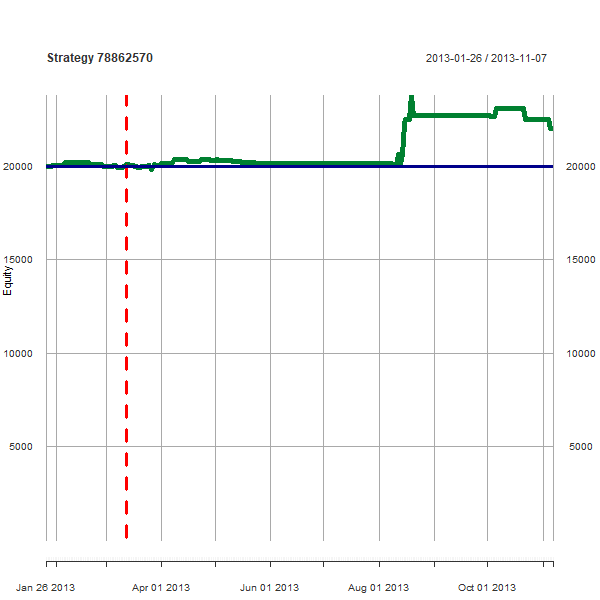 Strategy 78862570
2013-01-26 / 2013-11-07
20000 20000
15000 15000
Equity
10000 10000
5000 5000
Jan 26 2013 Apr 01 2013 Jun 01 2013 Aug 01 2013 Oct 01 2013